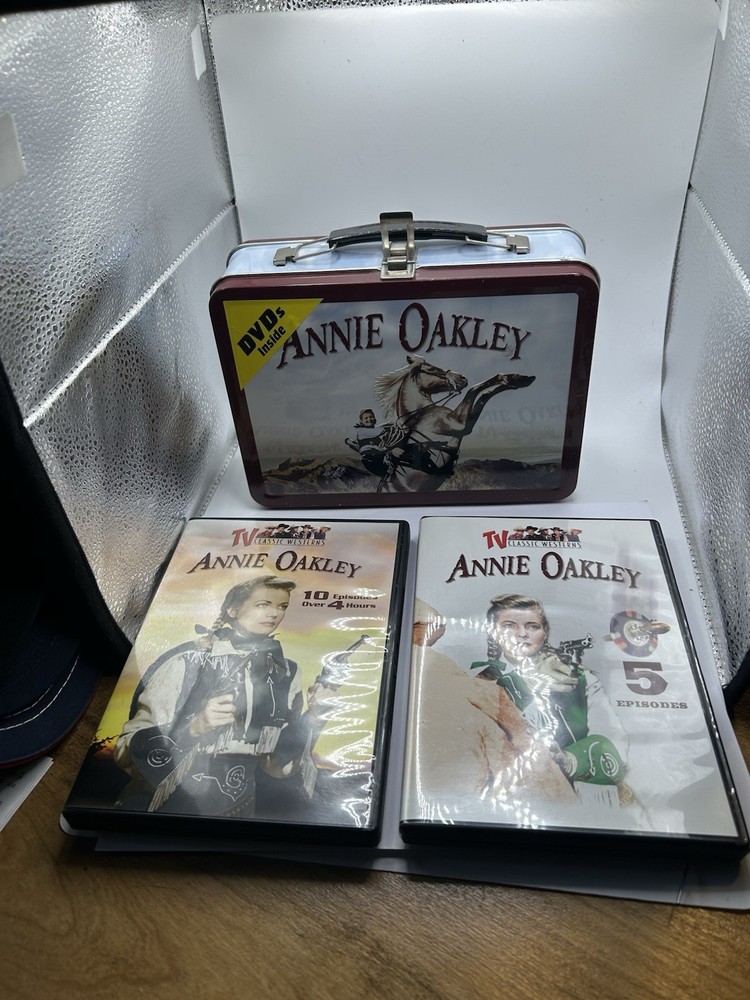 DVDs
Inside
ANNIE OAKLEY
TV
CLASSIC WESTERNS
ANNIE OAKLEY
10 Episodes
Over 4 Hours
TV
CLASSIC WESTERNS
ANNIE OAKLEY
5
EPISODES